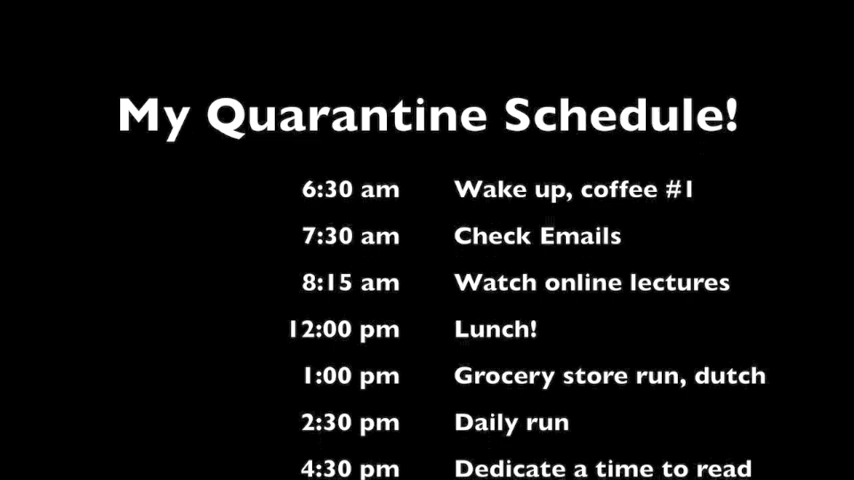 My Quarantine Schedule!
6:30 am Wake up, coffee #1
7:30 am Check Emails
8:15 am Watch online lectures
12:00 pm Lunch!
1:00 pm Grocery store run, dutch
2:30 pm Daily run
4:30 pm Dedicate a time to read